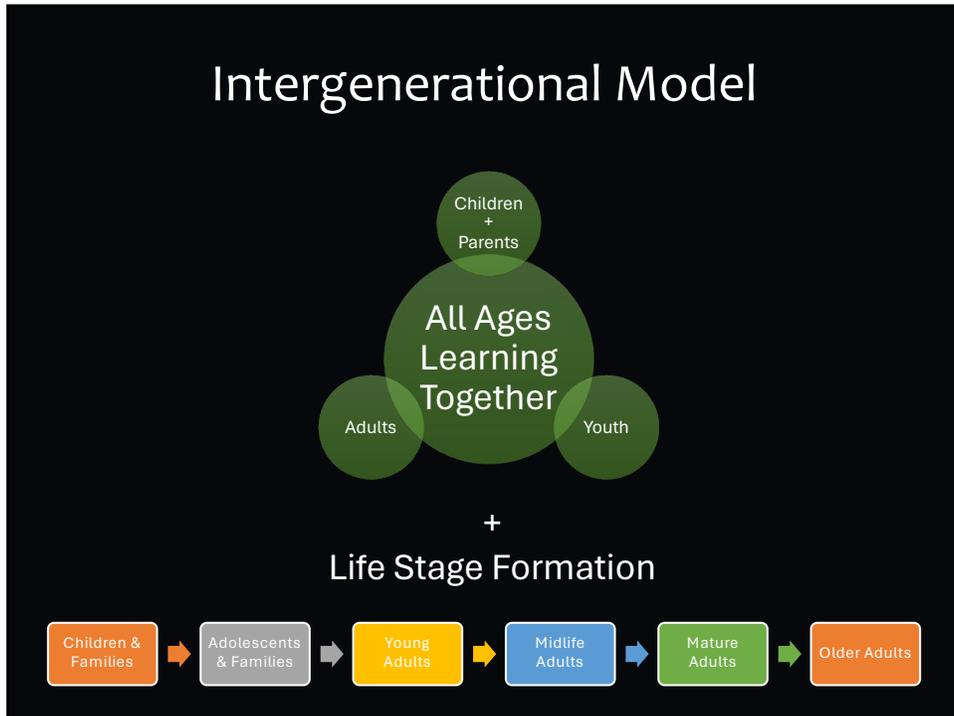 Intergenerational Model
Children
+
Parents
All Ages
Learning
Together
Adults
Youth
+
Life Stage Formation
Children &
Families
Adolescents
& Families
Young
Adults
Midlife
Adults
Mature
Adults
Older Adults